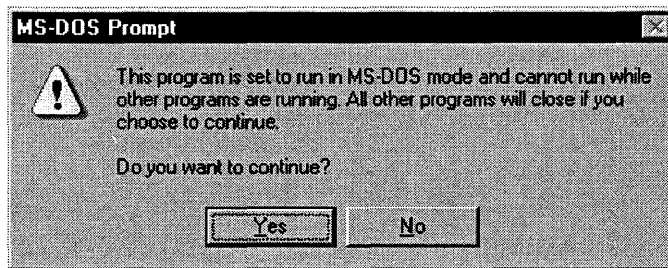 MS-DOS Prompt
This program is set to run in MS-DOS mode and cannot run while
other programs are running. All other programs will close if you
choose to continue.
Do you want to continue?
Yes
No